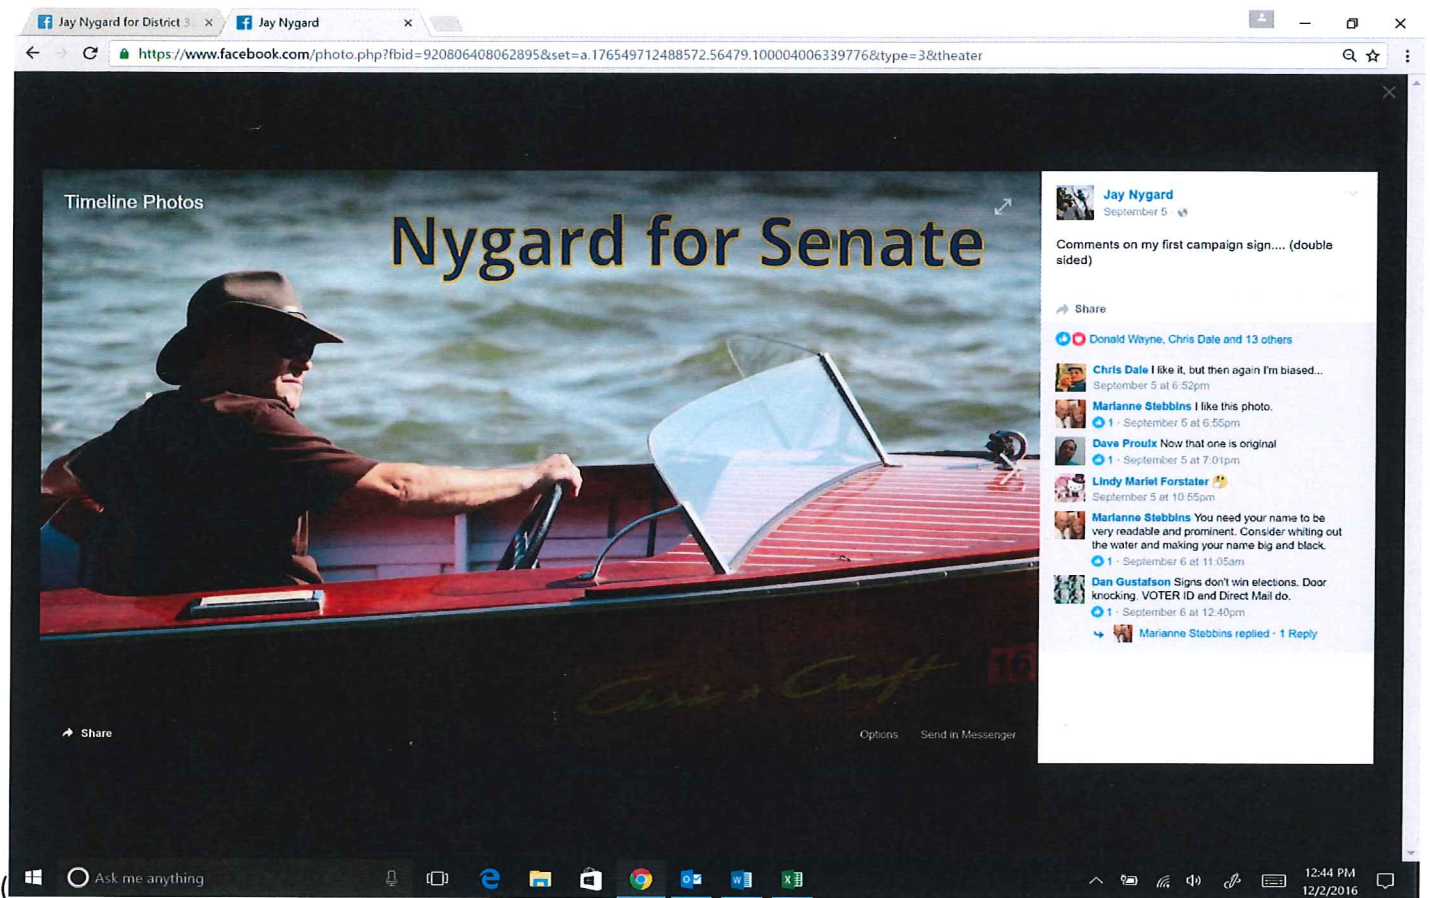 Jay Nygard for District 3
Jay Nygard
https://www.facebook.com/photo.php?fbid=920806408062895&set=a.176549712488572.56479.100004006339776&type=3&theater
Timeline Photos
Nygard for Senate
Chris Craft
16
Share
Options
Send in Messenger
Jay Nygard
September 5
Comments on my first campaign sign.... (double
sided)
Share
Donald Wayne, Chris Dale and 13 others
Chris Dale I like it, but then again I'm biased...
September 5 at 6:52pm
Marianne Stebbins I like this photo.
1 · September 5 at 6:55pm
Dave Proulx Now that one is original
1 · September 5 at 7:01pm
Lindy Mariel Forstater
September 5 at 10:55pm
Marianne Stebbins You need your name to be
very readable and prominent. Consider whiting out
the water and making your name big and black.
1 · September 6 at 11:05am
Dan Gustafson Signs don't win elections. Door
knocking, VOTER ID and Direct Mail do.
1 · September 6 at 12:40pm
Marianne Stebbins replied · 1 Reply
Ask me anything
12:44 PM
12/2/2016